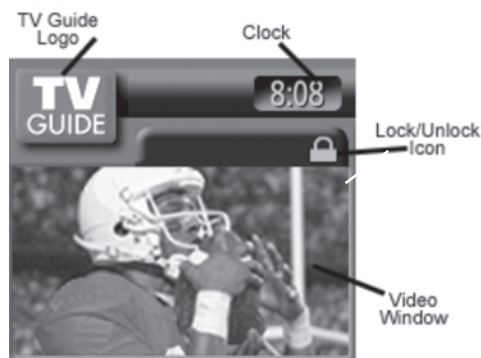 TV Guide
Logo
Clock
TV
GUIDE
8:08
Lock/Unlock
Icon
Video
Window